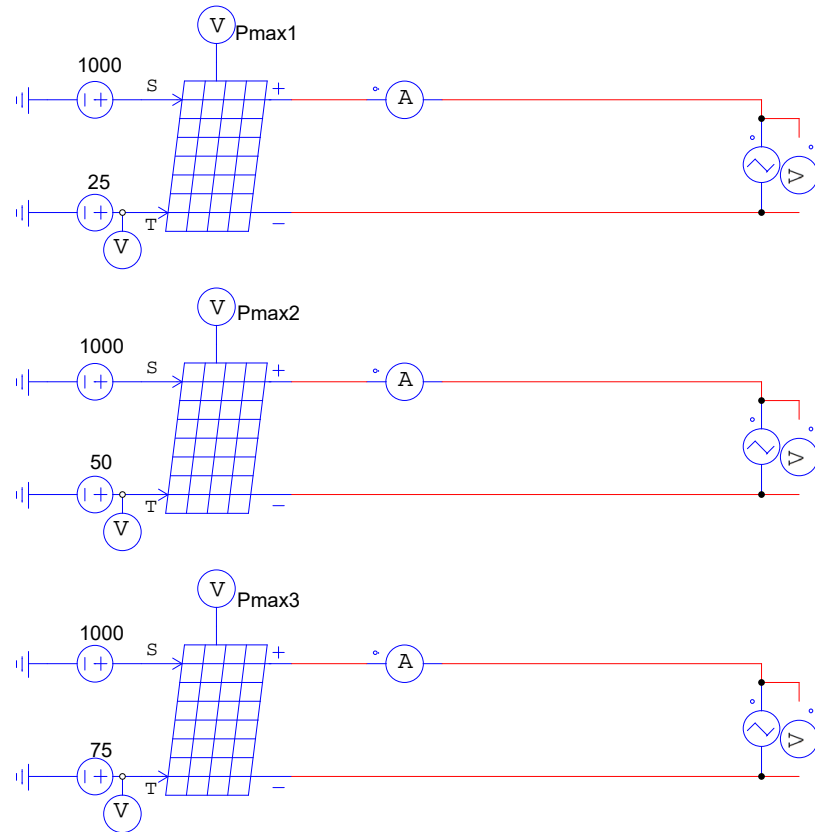 V Pmax1
1000
S + A
25
T − V
V
V Pmax2
1000
S + A
50
T − V
V
V Pmax3
1000
S + A
75
T − V
V